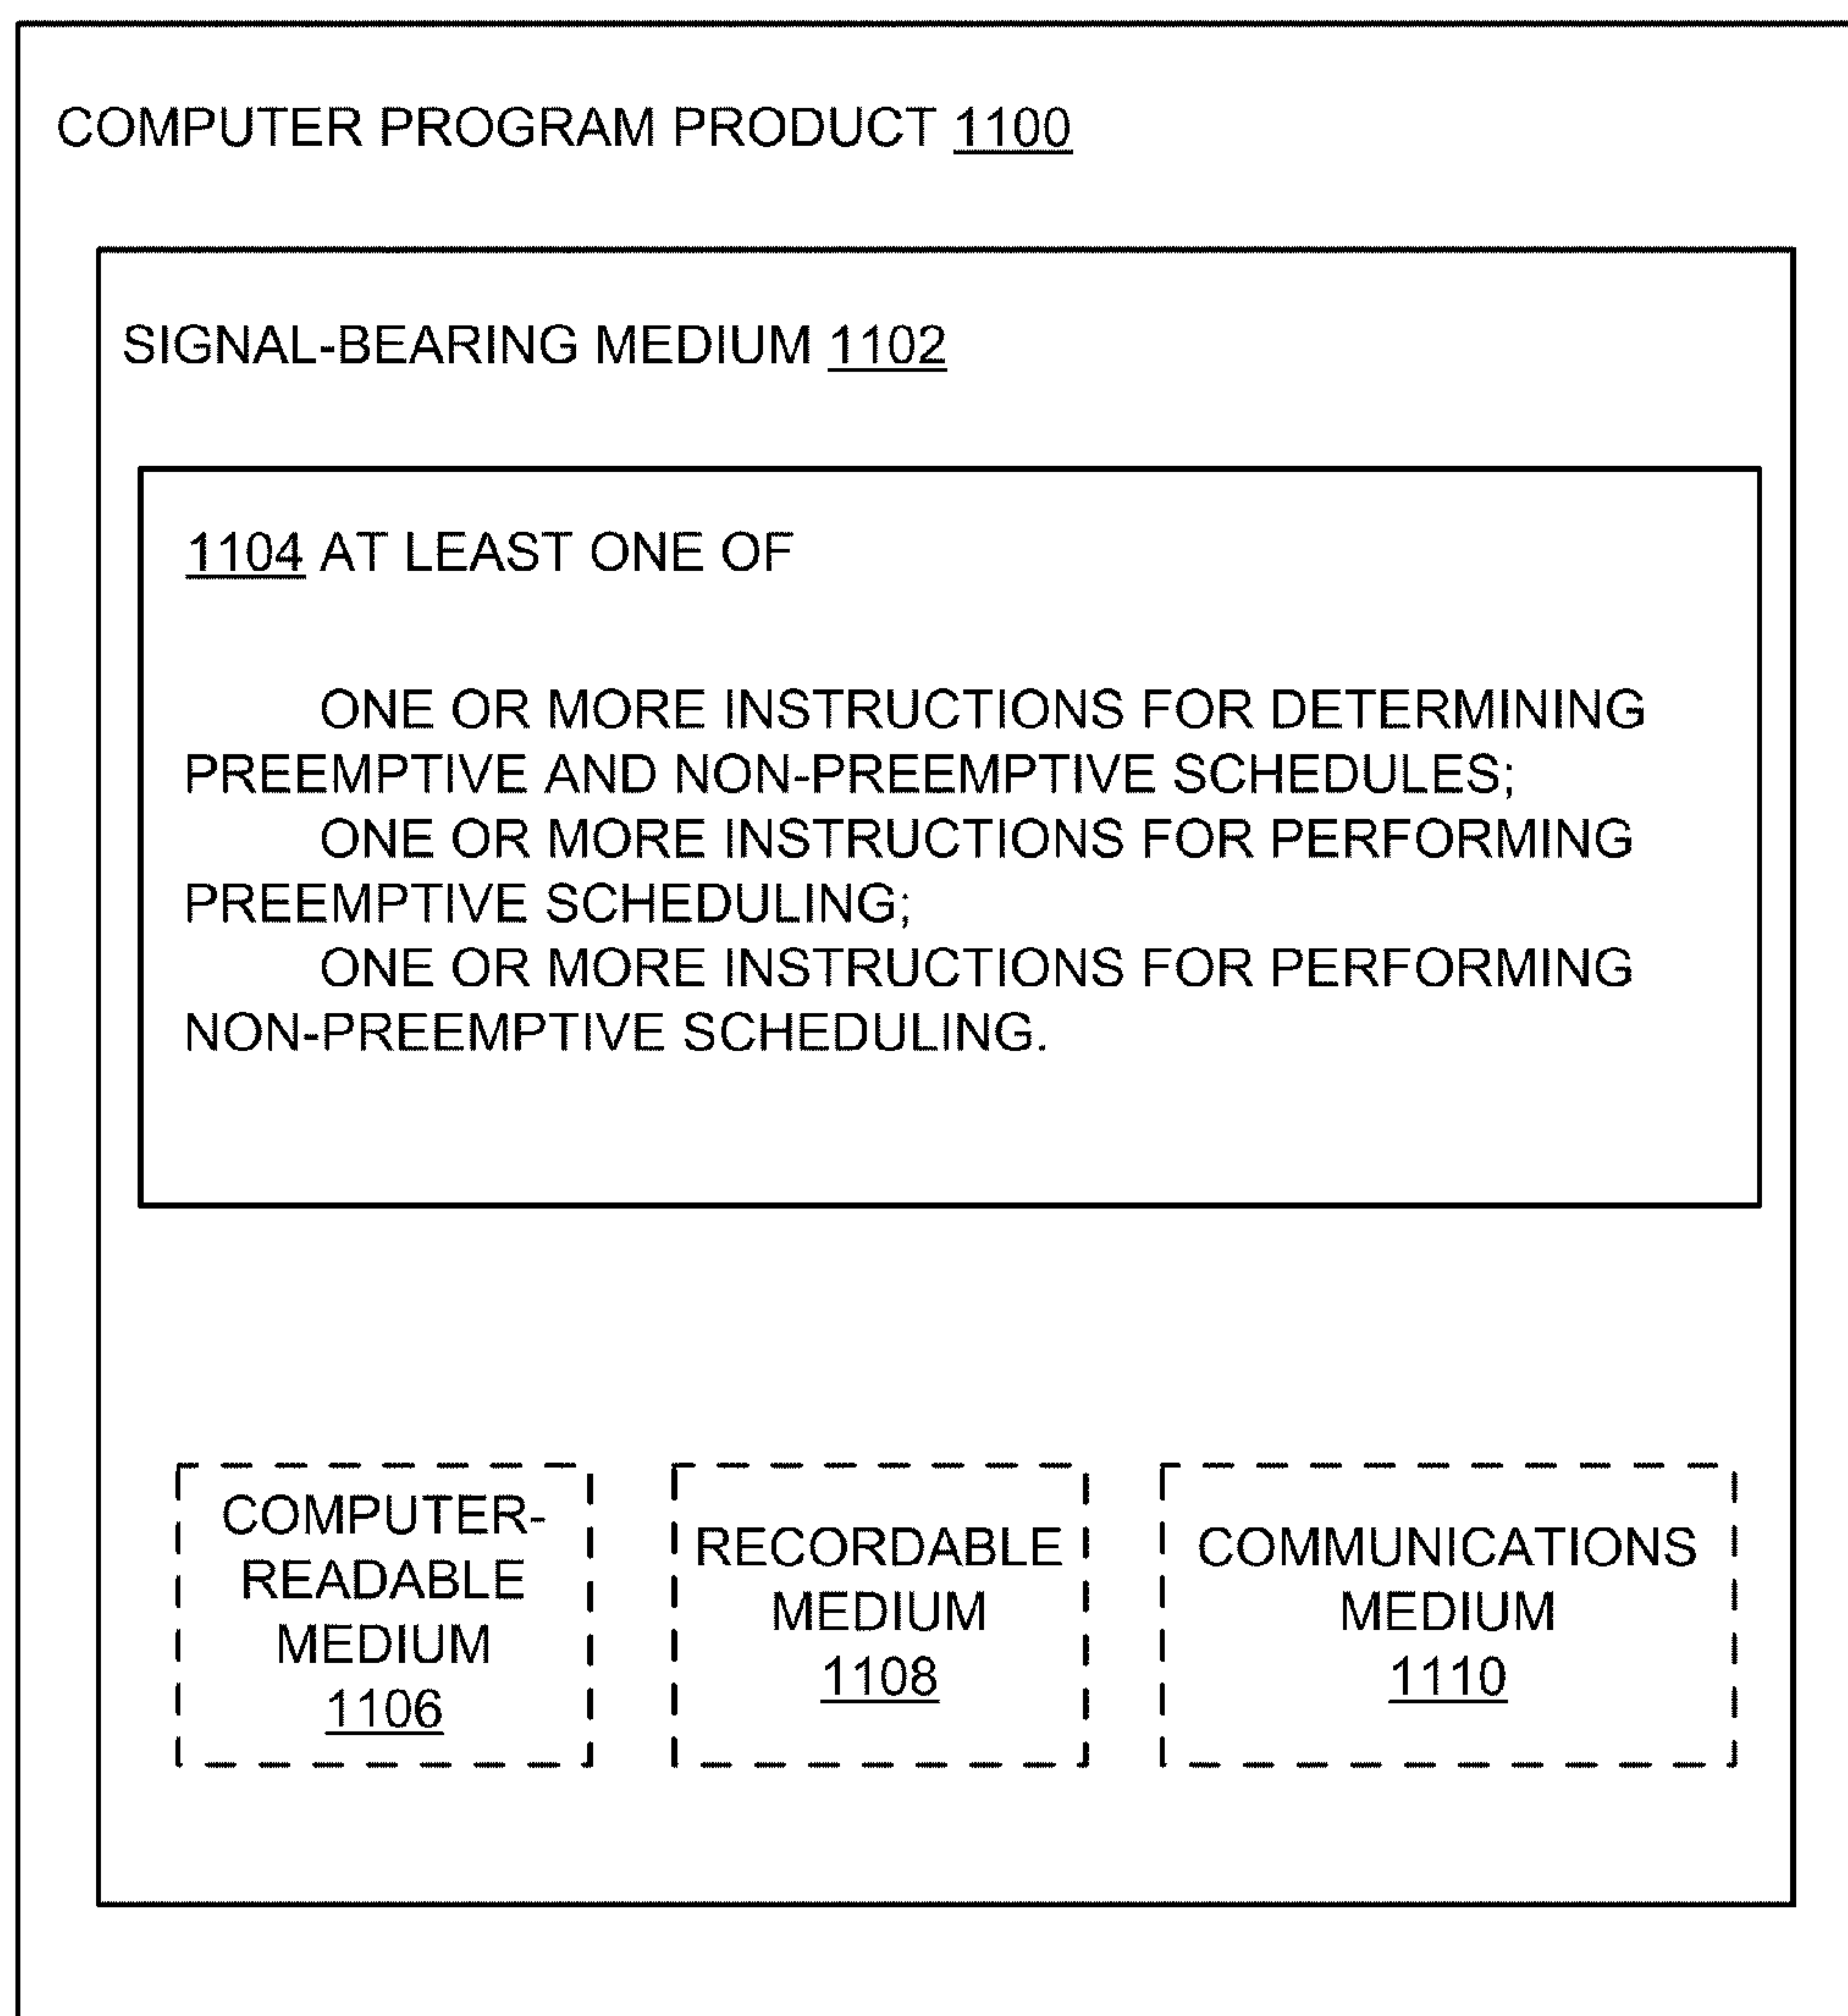 COMPUTER PROGRAM PRODUCT 1100
SIGNAL-BEARING MEDIUM 1102
1104 AT LEAST ONE OF
ONE OR MORE INSTRUCTIONS FOR DETERMINING
PREEMPTIVE AND NON-PREEMPTIVE SCHEDULES;
ONE OR MORE INSTRUCTIONS FOR PERFORMING
PREEMPTIVE SCHEDULING;
ONE OR MORE INSTRUCTIONS FOR PERFORMING
NON-PREEMPTIVE SCHEDULING.
COMPUTER-
READABLE
MEDIUM
1106
RECORDABLE
MEDIUM
1108
COMMUNICATIONS
MEDIUM
1110